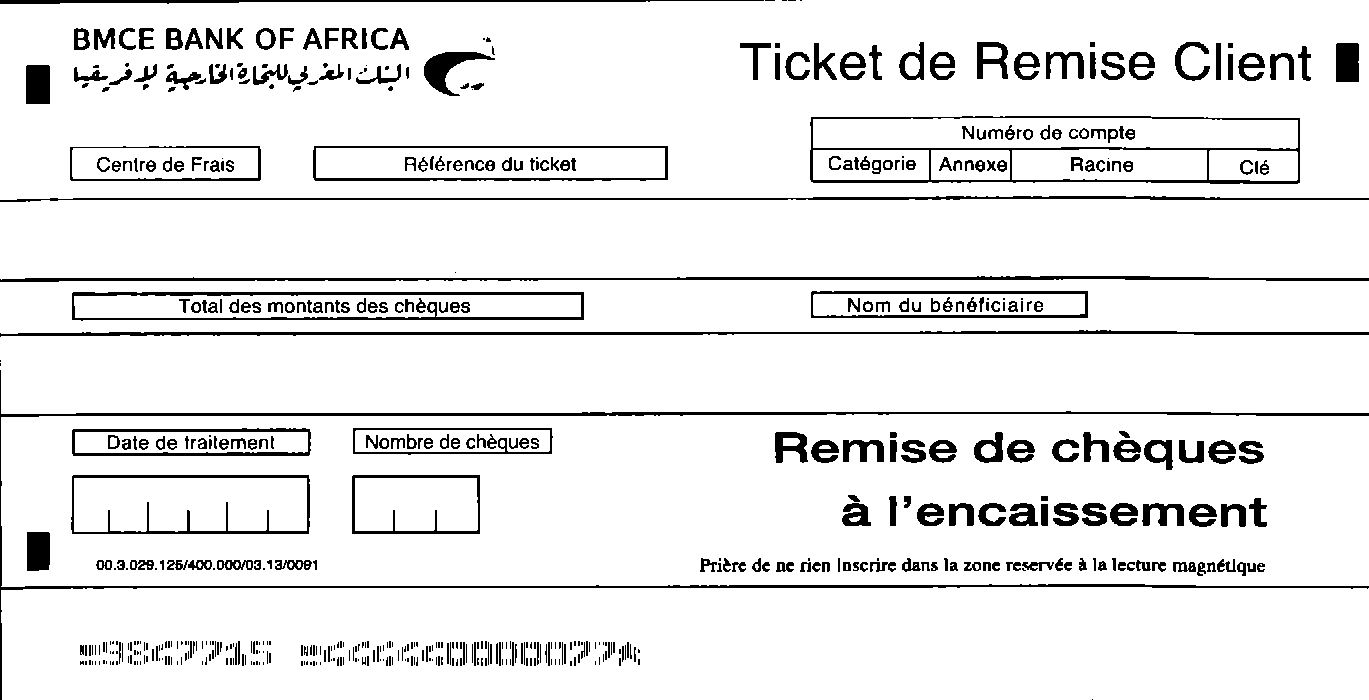 BMCE BANK OF AFRICA
البنك المغربي للتجارة الخارجية لإفريقيا
Ticket de Remise Client
Numéro de compte
Centre de Frais Référence du ticket Catégorie Annexe Racine Clé
Total des montants des chèques Nom du bénéficiaire
Date de traitement Nombre de chèques Remise de chèques
à l'encaissement
00.3.029.126/400.000/03.13/0091 Prière de ne rien inscrire dans la zone reservée à la lecture magnétique